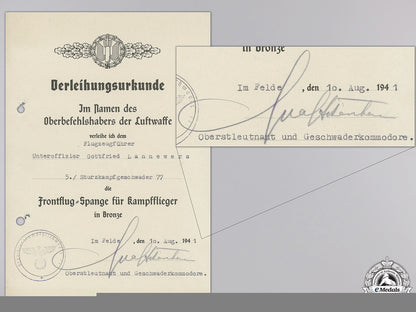 Verleihungsurkunde
Im Namen des
Oberbefehlshabers der Luftwaffe
verleihe ich dem
Flugzeugführer
Unteroffizier Gottfried Lannewers
5./Sturzkampfgeschwader 77
die
Frontflug-Spange für Kampfflieger
in Bronze
Im Felde, den 10. Aug. 1941
Oberstleutnant und Geschwaderkommodore.
in Bronze
Im Felde, den 10. Aug. 1941
Oberstleutnant und Geschwaderkommodore.
eMedals